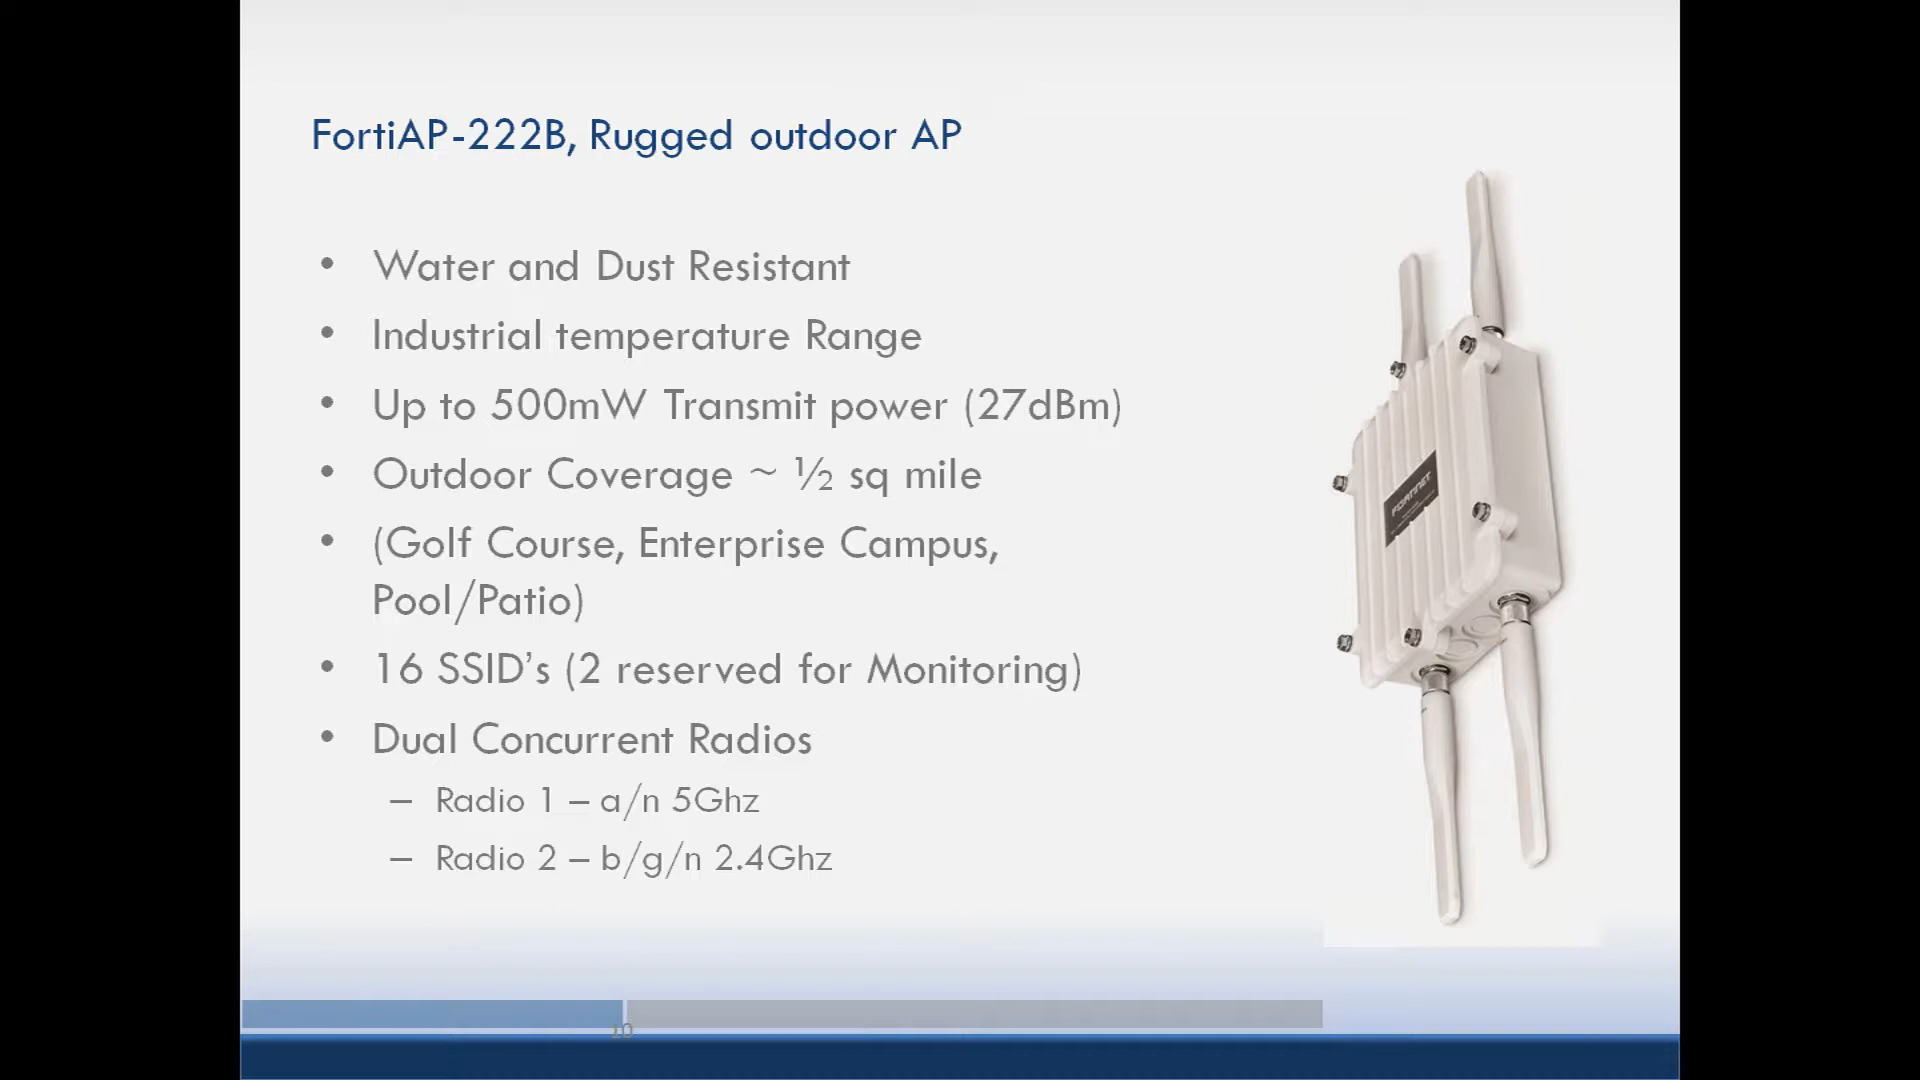 FortiAP-222B, Rugged outdoor AP
• Water and Dust Resistant
• Industrial temperature Range
• Up to 500mW Transmit power (27dBm)
• Outdoor Coverage ~ ½ sq mile
• (Golf Course, Enterprise Campus,
Pool/Patio)
• 16 SSID’s (2 reserved for Monitoring)
• Dual Concurrent Radios
– Radio 1 – a/n 5Ghz
– Radio 2 – b/g/n 2.4Ghz
FORTINET
10